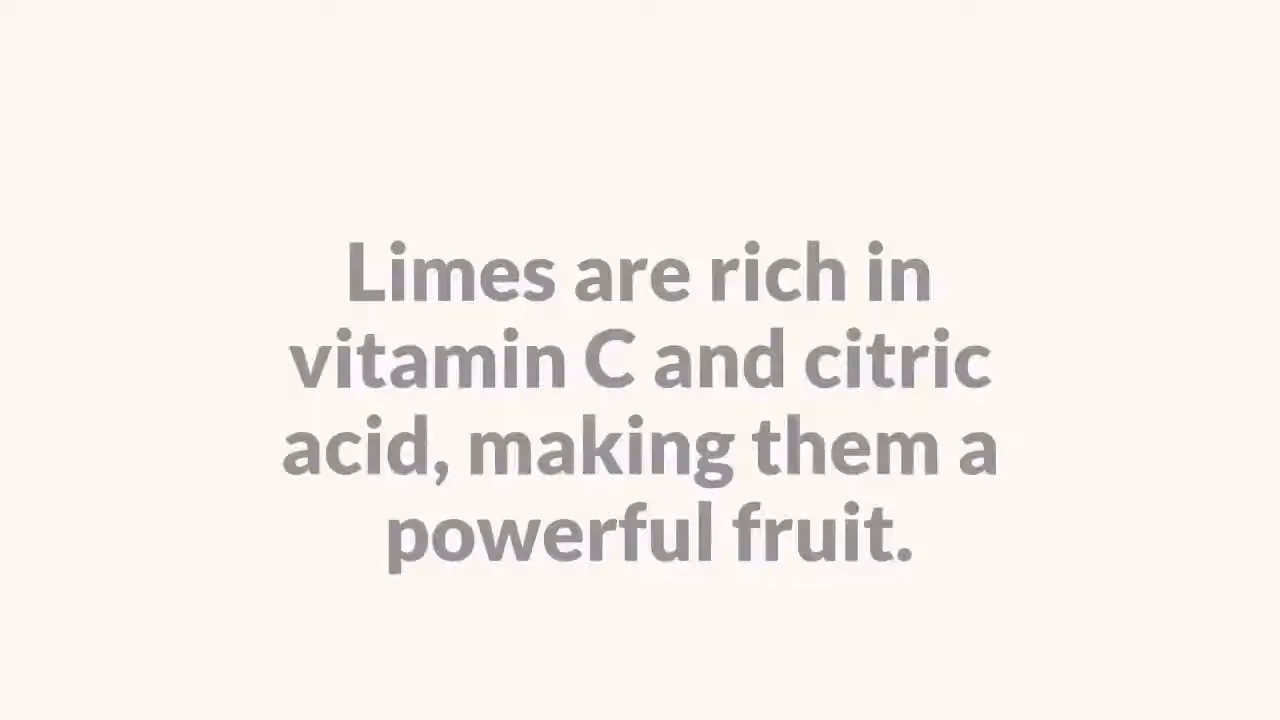 Limes are rich in
vitamin C and citric
acid, making them a
powerful fruit.